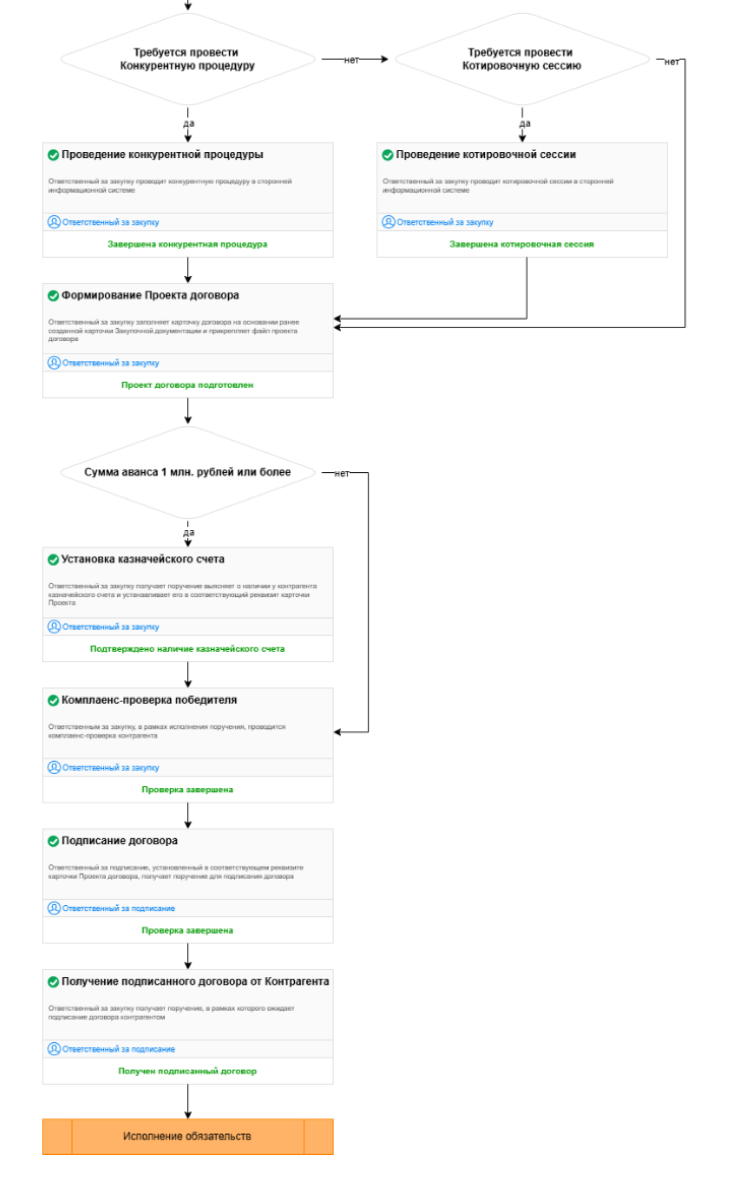 Требуется провести
Конкурентную процедуру
нет
Требуется провести
Котировочную сессию
нет
да
да
Проведение конкурентной процедуры
Ответственный за закупку проводит конкурентную процедуру в сторонней
информационной системе
Ответственный за закупку
Завершена конкурентная процедура
Проведение котировочной сессии
Ответственный за закупку проводит котировочной сессии в сторонней
информационной системе
Ответственный за закупку
Завершена котировочная сессия
Формирование Проекта договора
Ответственный за закупку заполняет карточку договора на основании ранее
созданной карточки Закупочной документации и прикрепляет файл проекта
договора
Ответственный за закупку
Проект договора подготовлен
Сумма аванса 1 млн. рублей или более
нет
да
Установка казначейского счета
Ответственный за закупку получает поручение выясняет о наличии у контрагента
казначейского счета и устанавливает его в соответствующий реквизит карточки
Проекта
Ответственный за закупку
Подтверждено наличие казначейского счета
Комплаенс-проверка победителя
Ответственным за закупку, в рамках исполнения поручения, проводится
комплаенс-проверка контрагента
Ответственный за закупку
Проверка завершена
Подписание договора
Ответственный за подписание, установленный в соответствующем реквизите
карточки Проекта договора, получает поручение для подписания договора
Ответственный за подписание
Проверка завершена
Получение подписанного договора от Контрагента
Ответственный за закупку получает поручение, в рамках которого ожидает
подписание договора контрагентом
Ответственный за подписание
Получен подписанный договор
Исполнение обязательств